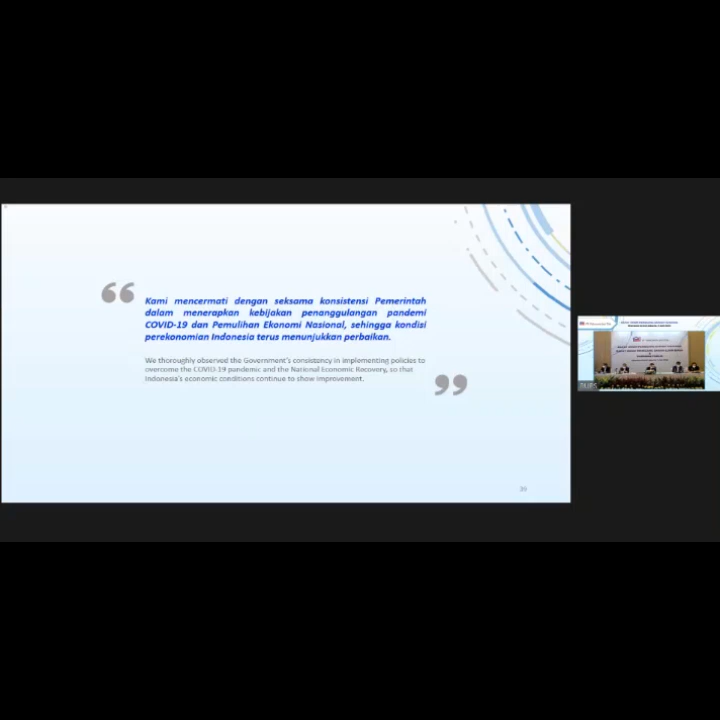 Kami mencermati dengan seksama konsistensi Pemerintah
dalam menerapkan kebijakan penanggulangan pandemi
COVID-19 dan Pemulihan Ekonomi Nasional, sehingga kondisi
perekonomian Indonesia terus menunjukkan perbaikan.
We thoroughly observed the Government's consistency in implementing policies to
overcome the COVID-19 pandemic and the National Economic Recovery, so that
Indonesia's economic conditions continue to show improvement.